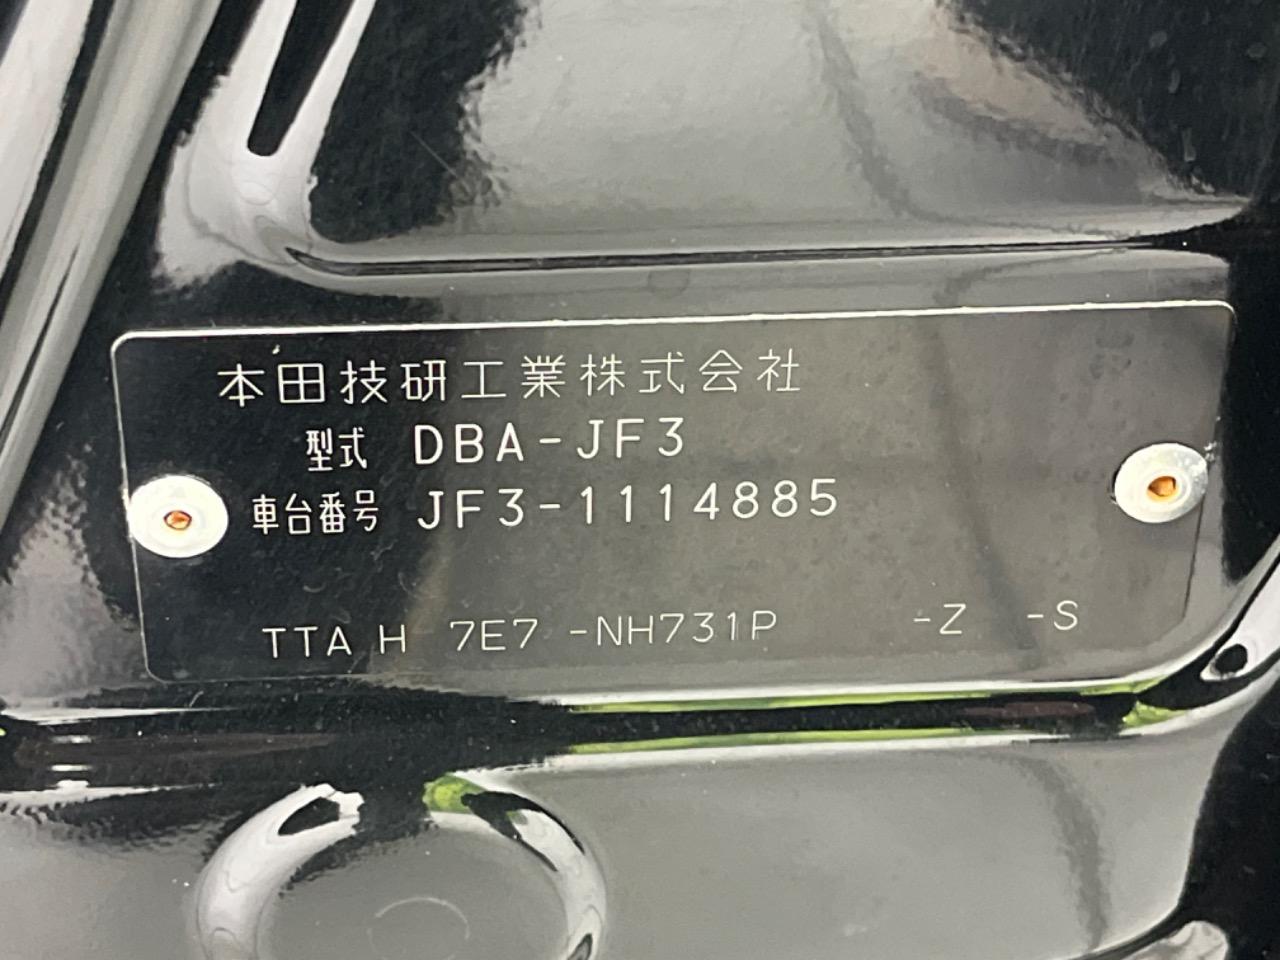 本田技研工業株式会社
型式 DBA-JF3
車台番号 JF3-1114885
TTA H 7E7 -NH731P -Z -S